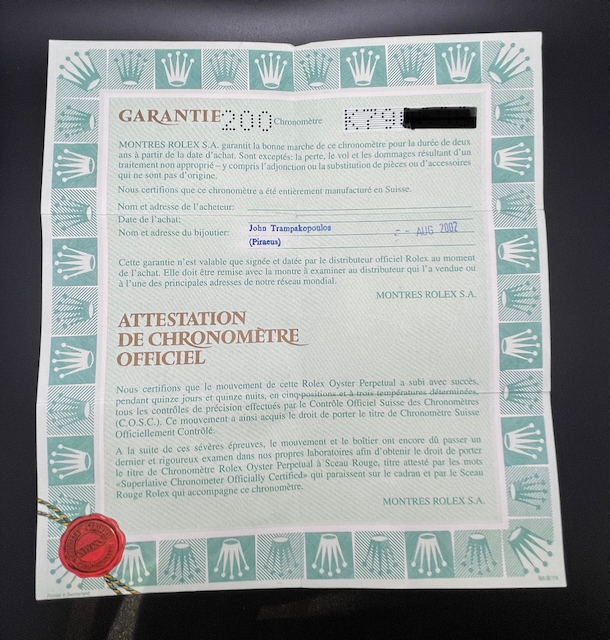 GARANTIE 200 Chronomètre K79
MONTRES ROLEX S.A. garantit la bonne marche de ce chronomètre pour la durée de deux
ans à partir de la date d'achat. Sont exceptés: la perte, le vol et les dommages résultant d'un
traitement non approprié – y compris l'adjonction ou la substitution de pièces ou d'accessoires
qui ne sont pas d'origine.
Nous certifions que ce chronomètre a été entièrement manufacturé en Suisse.
Nom et adresse de l'acheteur:
Date de l'achat:
Nom et adresse du bijoutier: John Trampakopoulos
(Piraeus)
AUG 2002
Cette garantie n'est valable que signée et datée par le distributeur officiel Rolex au moment
de l'achat. Elle doit être remise avec la montre à examiner au distributeur qui l'a vendue ou
à l'une des principales adresses de notre réseau mondial.
MONTRES ROLEX S.A.
ATTESTATION
DE CHRONOMÈTRE
OFFICIEL
Nous certifions que le mouvement de cette Rolex Oyster Perpetual a subi avec succès,
pendant quinze jours et quinze nuits, en cinq positions et à trois températures déterminées,
tous les contrôles de précision effectués par le Contrôle Officiel Suisse des Chronomètres
(C.O.S.C.). Ce mouvement a ainsi acquis le droit de porter le titre de Chronomètre Suisse
Officiellement Contrôlé.
A la suite de ces sévères épreuves, le mouvement et le boîtier ont encore dû passer un
dernier et rigoureux examen dans nos propres laboratoires afin d'obtenir le droit de porter
le titre de Chronomètre Rolex Oyster Perpetual à Sceau Rouge, titre attesté par les mots
«Superlative Chronometer Officially Certified» qui paraissent sur le cadran et par le Sceau
Rouge Rolex qui accompagne ce chronomètre.
MONTRES ROLEX S.A.
Printed in Switzerland